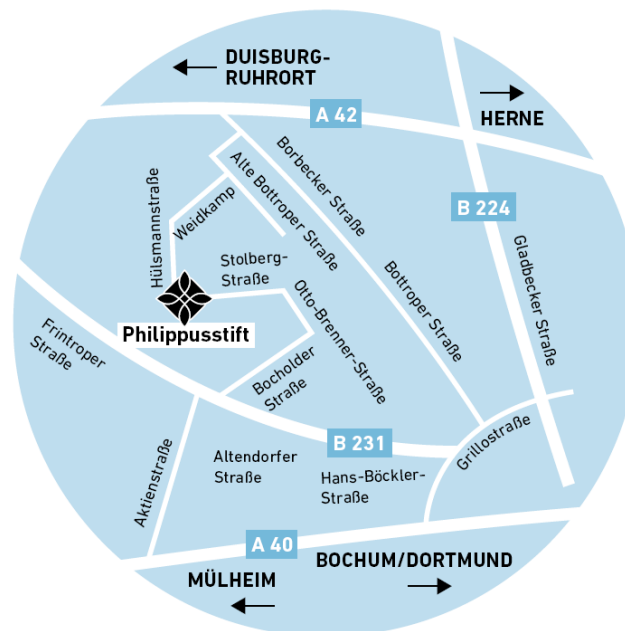 DUISBURG-
RUHRORT
HERNE
A 42
Borbecker Straße
Alte Bottroper Straße
Hülsmannstraße
Weidkamp
B 224
Gladbecker Straße
Stolberg-
Straße
Bottroper Straße
Otto-Brenner-Straße
Philippusstift
Frintroper
Straße
Bocholder
Straße
B 231
Grillostraße
Aktienstraße
Altendorfer
Straße
Hans-Böckler-
Straße
A 40
BOCHUM/DORTMUND
MÜLHEIM